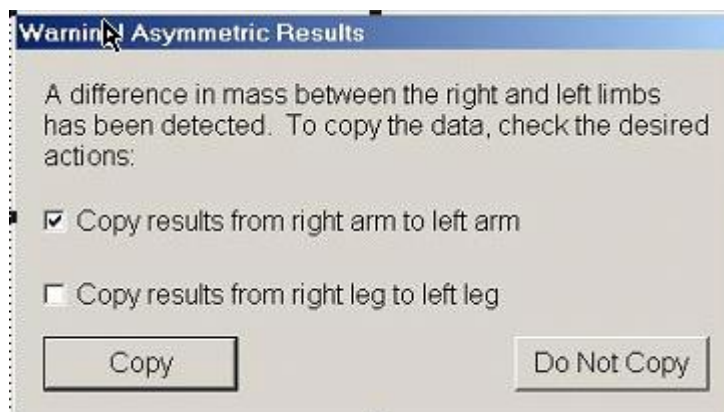 Warning Asymmetric Results
A difference in mass between the right and left limbs
has been detected. To copy the data, check the desired
actions:
Copy results from right arm to left arm
Copy results from right leg to left leg
Copy
Do Not Copy